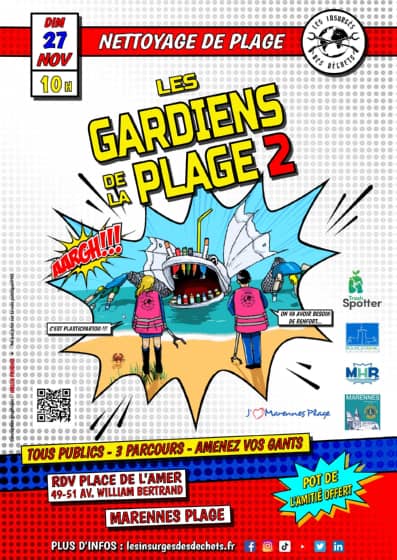 DIM
27
NOV
10H
NETTOYAGE DE PLAGE
LES INSURGÉS
DES DÉCHETS
LES
GARDIENS
DE LA PLAGE 2
AARGH!!!
C'EST PLASTICPATOR !!!
ON VA AVOIR BESOIN
DE RENFORT...
Trash
Spotter
MHR
MARENNES
J'❤ Marennes Plage
TOUS PUBLICS - 3 PARCOURS - AMENEZ VOS GANTS
RDV PLACE DE L'AMER
49-51 AV. WILLIAM BERTRAND
MARENNES PLAGE
POT DE
L'AMITIÉ OFFERT
PLUS D'INFOS : lesinsurgesdesdechets.fr